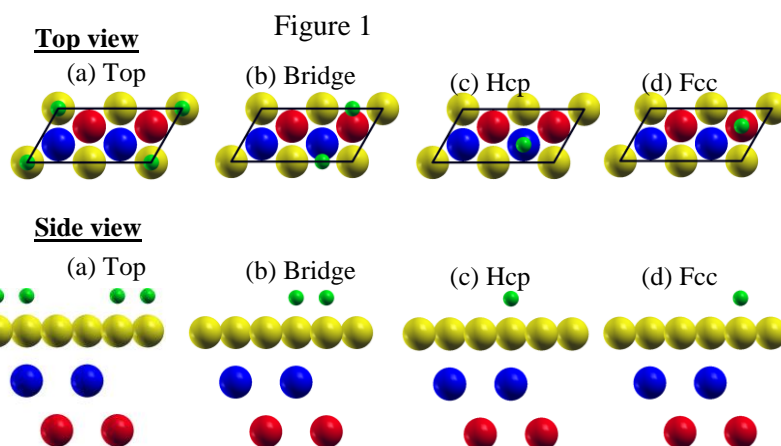 Figure 1
Top view
(a) Top
(b) Bridge
(c) Hcp
(d) Fcc
Side view
(a) Top
(b) Bridge
(c) Hcp
(d) Fcc